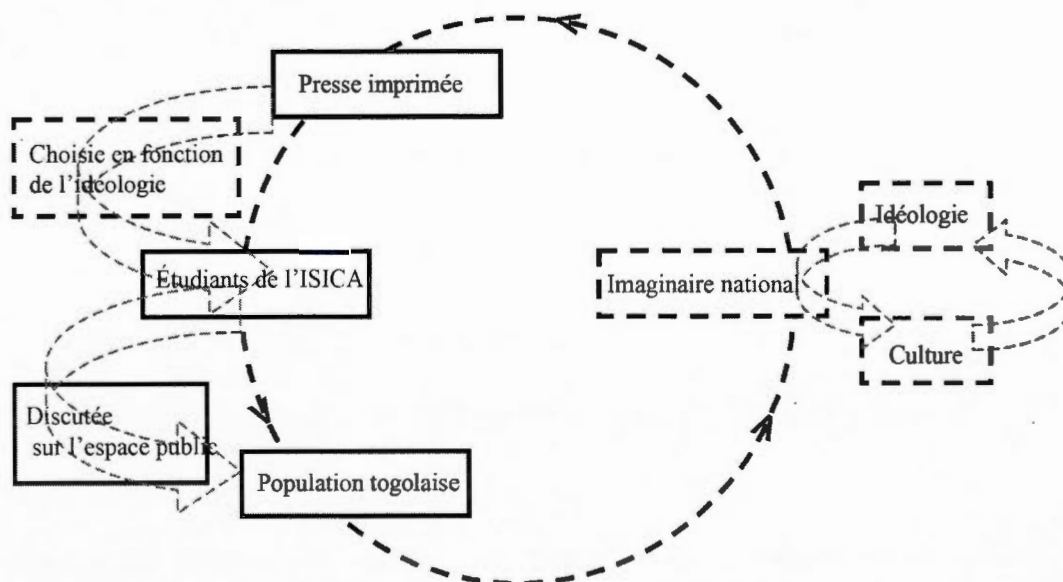 Presse imprimée
Choisie en fonction
de l'idéologie
Étudiants de l'ISICA
Discutée
sur l'espace public
Population togolaise
Imaginaire national
Idéologie
Culture